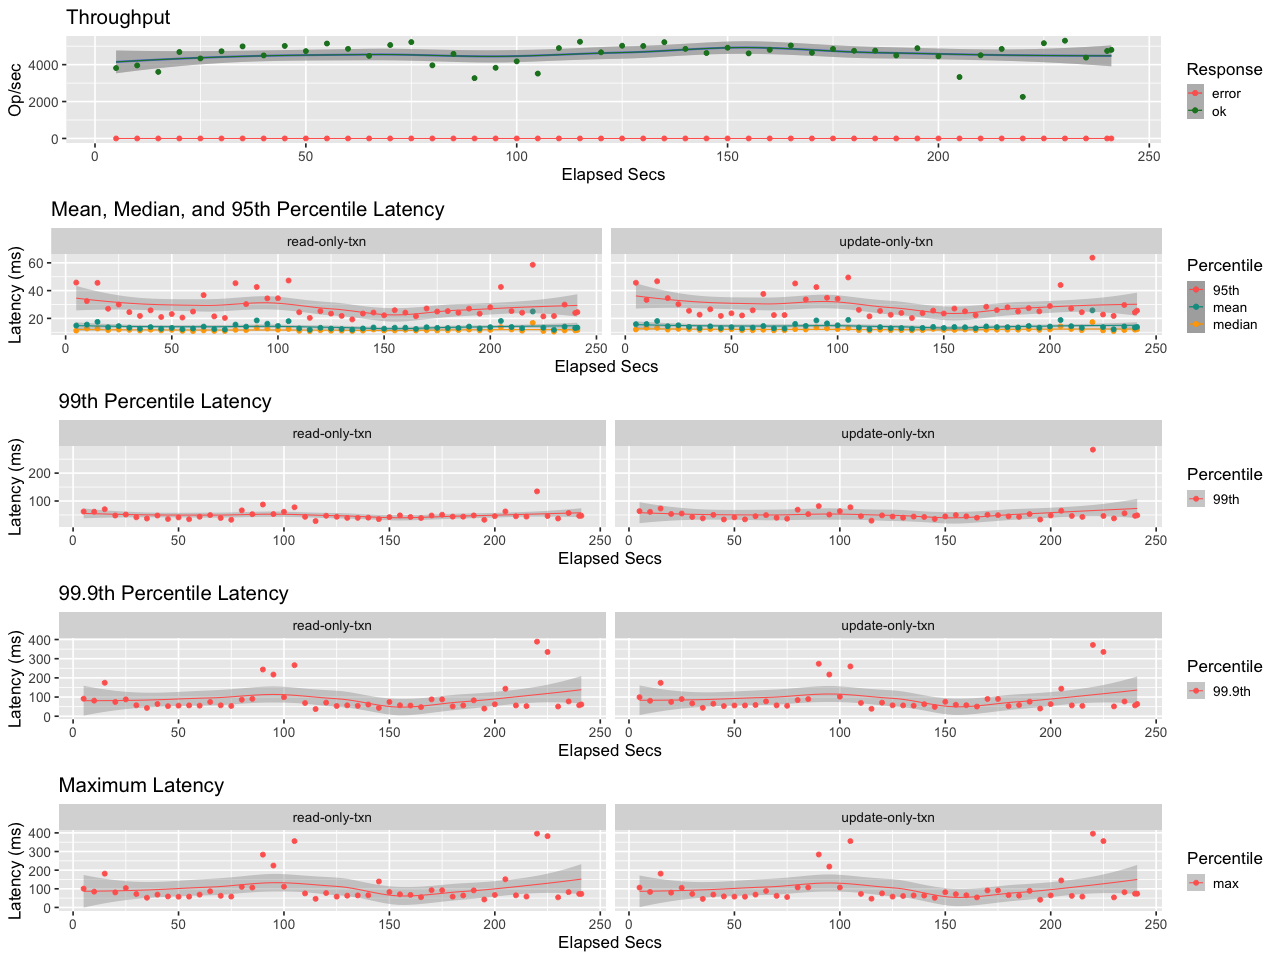 Throughput
Op/sec
4000
2000
0
0 50 100 150 200 250
Elapsed Secs
Response
error
ok
Mean, Median, and 95th Percentile Latency
read-only-txn update-only-txn
Latency (ms)
60
40
20
0 50 100 150 200 250 0 50 100 150 200 250
Elapsed Secs
Percentile
95th
mean
median
99th Percentile Latency
read-only-txn update-only-txn
Latency (ms)
200
100
0 50 100 150 200 250 0 50 100 150 200 250
Elapsed Secs
Percentile
99th
99.9th Percentile Latency
read-only-txn update-only-txn
Latency (ms)
400
300
200
100
0
0 50 100 150 200 250 0 50 100 150 200 250
Elapsed Secs
Percentile
99.9th
Maximum Latency
read-only-txn update-only-txn
Latency (ms)
400
300
200
100
0
0 50 100 150 200 250 0 50 100 150 200 250
Elapsed Secs
Percentile
max